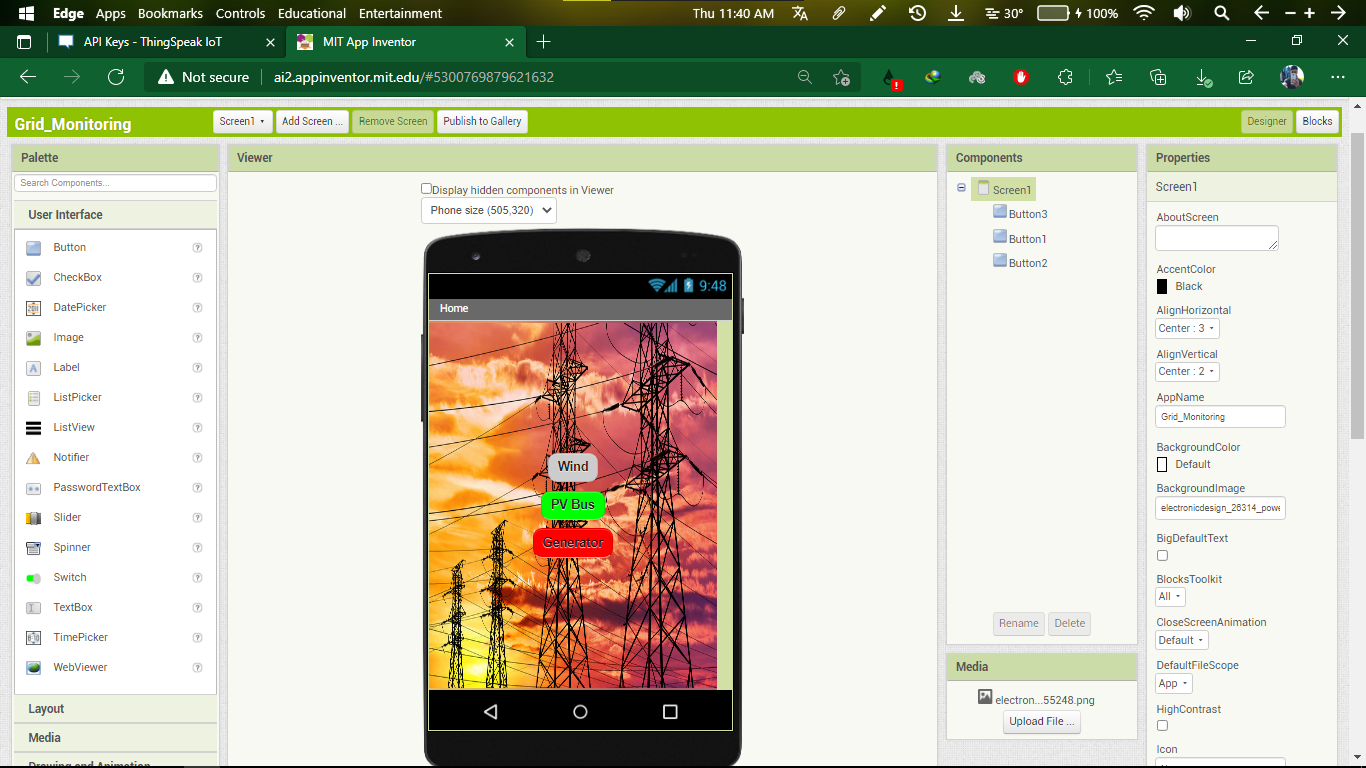 Edge Apps Bookmarks Controls Educational Entertainment Thu 11:40 AM 30° 100%
API Keys - ThingSpeak IoT MIT App Inventor
Not secure ai2.appinventor.mit.edu/#5300769879621632
Grid_Monitoring Screen1 Add Screen ... Remove Screen Publish to Gallery Designer Blocks
Palette
Search Components...
User Interface
Button
CheckBox
DatePicker
Image
Label
ListPicker
ListView
Notifier
PasswordTextBox
Slider
Spinner
Switch
TextBox
TimePicker
WebViewer
Layout
Media
Drawing and Animation
Viewer
Display hidden components in Viewer
Phone size (505,320)
9:48
Home
Wind
PV Bus
Generator
Components
Screen1
Button3
Button1
Button2
Rename Delete
Media
electron...55248.png
Upload File ...
Properties
Screen1
AboutScreen
AccentColor
Black
AlignHorizontal
Center : 3
AlignVertical
Center : 2
AppName
Grid_Monitoring
BackgroundColor
Default
BackgroundImage
electronicdesign_26314_powe
BigDefaultText
BlocksToolkit
All
CloseScreenAnimation
Default
DefaultFileScope
App
HighContrast
Icon